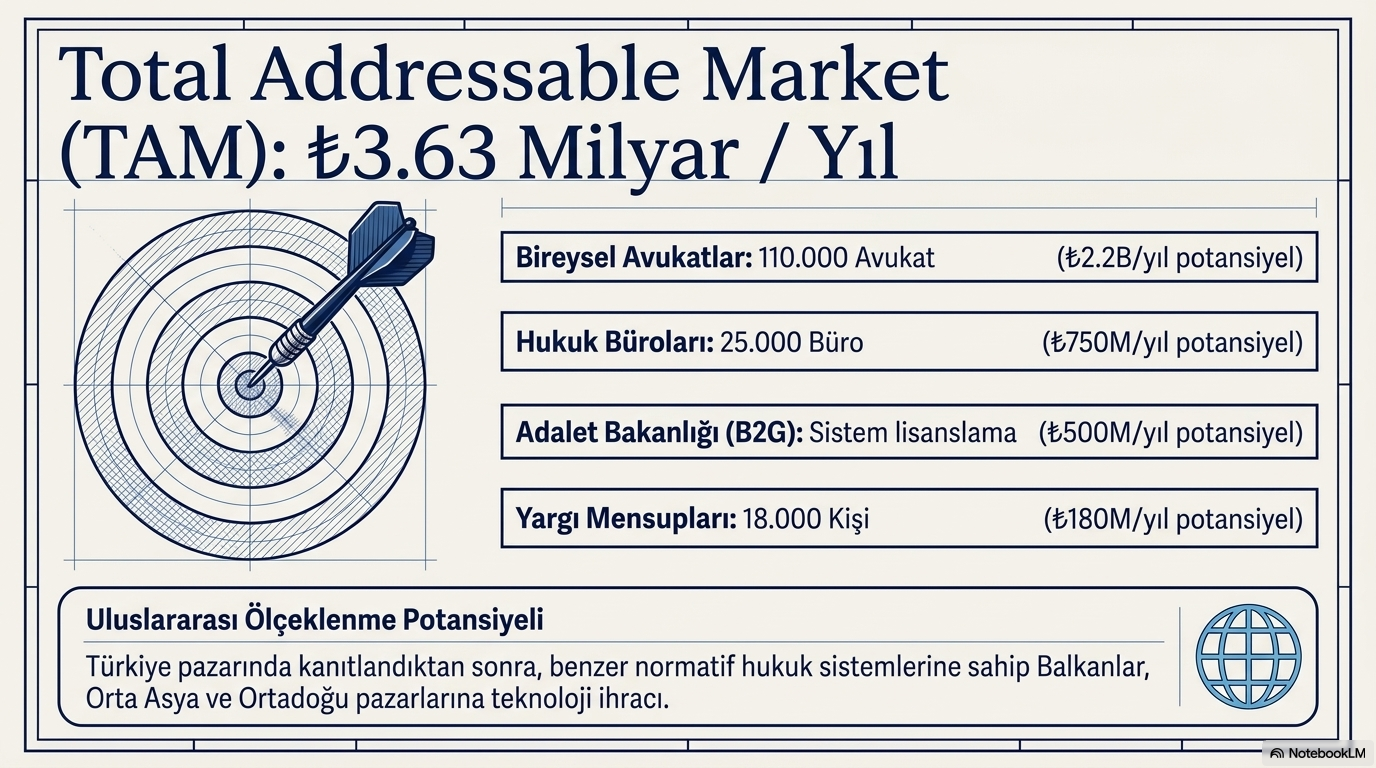 Total Addressable Market
(TAM): ₺3.63 Milyar / Yıl
Bireysel Avukatlar: 110.000 Avukat (₺2.2B/yıl potansiyel)
Hukuk Büroları: 25.000 Büro (₺750M/yıl potansiyel)
Adalet Bakanlığı (B2G): Sistem lisanslama (₺500M/yıl potansiyel)
Yargı Mensupları: 18.000 Kişi (₺180M/yıl potansiyel)
Uluslararası Ölçeklenme Potansiyeli
Türkiye pazarında kanıtlandıktan sonra, benzer normatif hukuk sistemlerine sahip Balkanlar,
Orta Asya ve Ortadoğu pazarlarına teknoloji ihracı.
NotebookLM